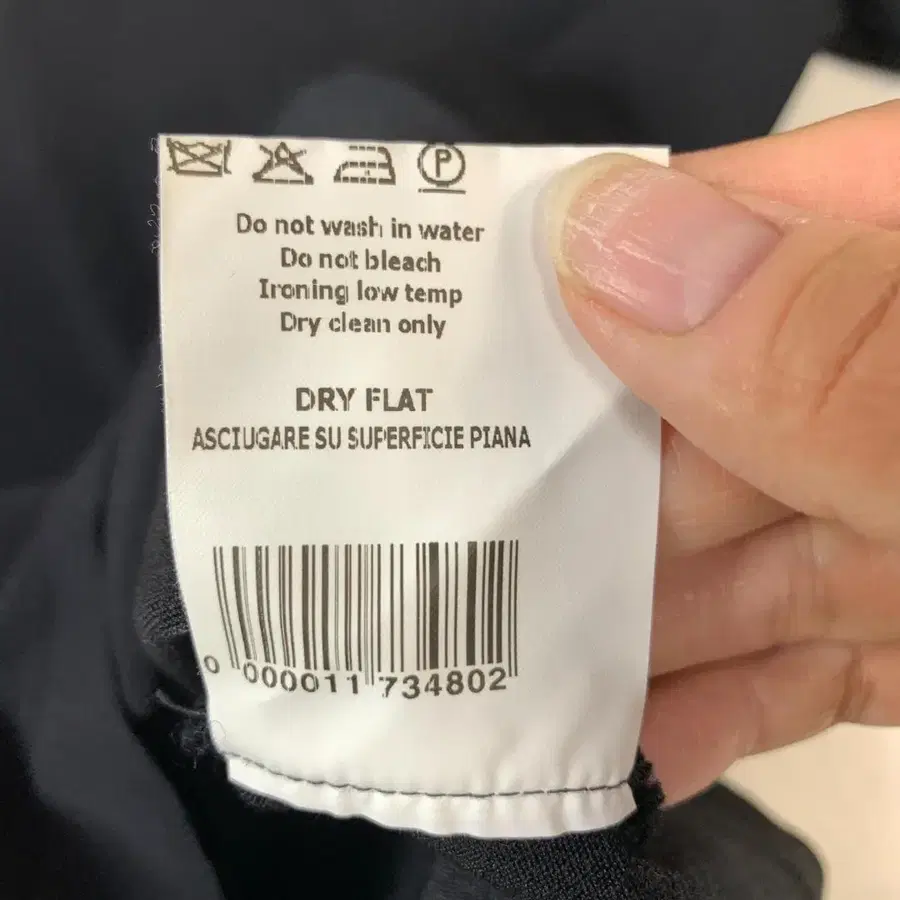 P
Do not wash in water
Do not bleach
Ironing low temp
Dry clean only
DRY FLAT
ASCIUGARE SU SUPERFICIE PIANA
0 000011 734802